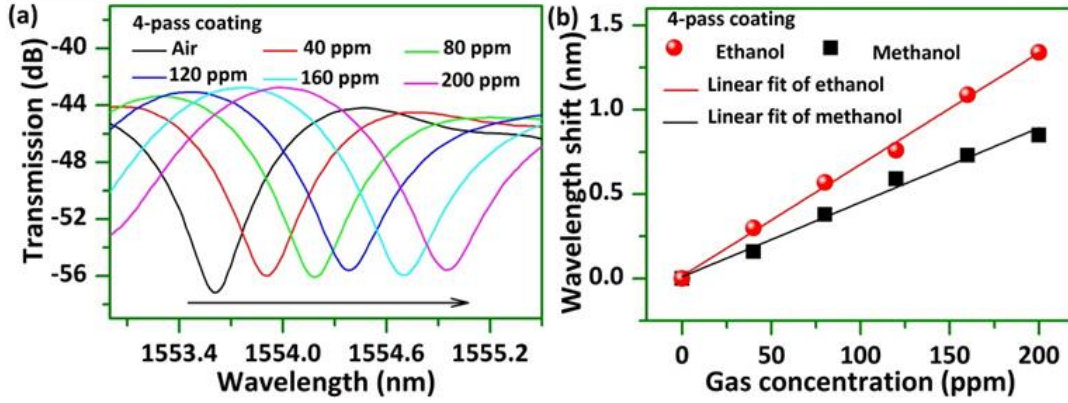 (a)
4-pass coating
Air
40 ppm
80 ppm
120 ppm
160 ppm
200 ppm
-40
-44
-48
-52
-56
Transmission (dB)
1553.4
1554.0
1554.6
1555.2
Wavelength (nm)
(b)
4-pass coating
Ethanol
Methanol
Linear fit of ethanol
Linear fit of methanol
1.5
1.0
0.5
0.0
Wavelength shift (nm)
0
50
100
150
200
Gas concentration (ppm)